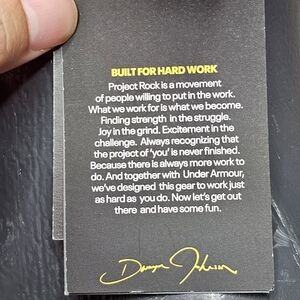 BUILT FOR HARD WORK
Project Rock is a movement
of people willing to put in the work.
What we work for is what we become.
Finding strength in the struggle.
Joy in the grind. Excitement in the
challenge. Always recognizing that
the project of ‘you’ is never finished.
Because there is always more work to
do. And together with Under Armour,
we’ve designed this gear to work just
as hard as you do. Now let’s get out
there and have some fun.
Dwayne Johnson